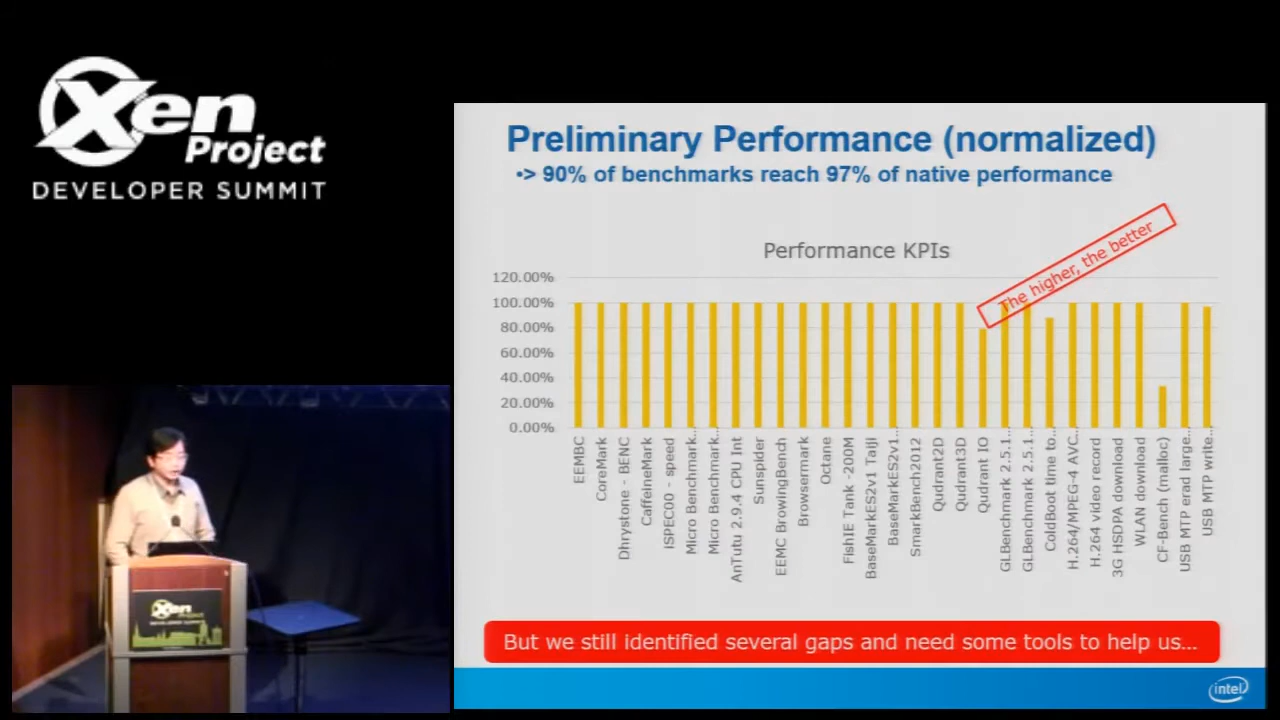 Xen
Project
DEVELOPER SUMMIT
Preliminary Performance (normalized)
•> 90% of benchmarks reach 97% of native performance
The higher, the better
Performance KPIs
120.00%
100.00%
80.00%
60.00%
40.00%
20.00%
0.00%
EEMBC
CoreMark
Dhrystone - BENC
CaffeineMark
ISPEC00 - speed
Micro Benchmark...
Micro Benchmark...
AnTutu 2.9.4 CPU Int
Sunspider
EEMC BrowingBench
Browsermark
Octane
FishIE Tank -200M
BaseMarkES2v1 Taiji
BaseMarkES2v1...
SmarkBench2012
Qudrant2D
Qudrant3D
Qudrant IO
GLBenchmark 2.5.1...
GLBenchmark 2.5.1...
ColdBoot time to...
H.264/MPEG-4 AVC...
H.264 video record
3G HSDPA download
WLAN download
CF-Bench (malloc)
USB MTP erad large...
USB MTP write...
But we still identified several gaps and need some tools to help us...
intel
Xen
Project
DEVELOPER SUMMIT